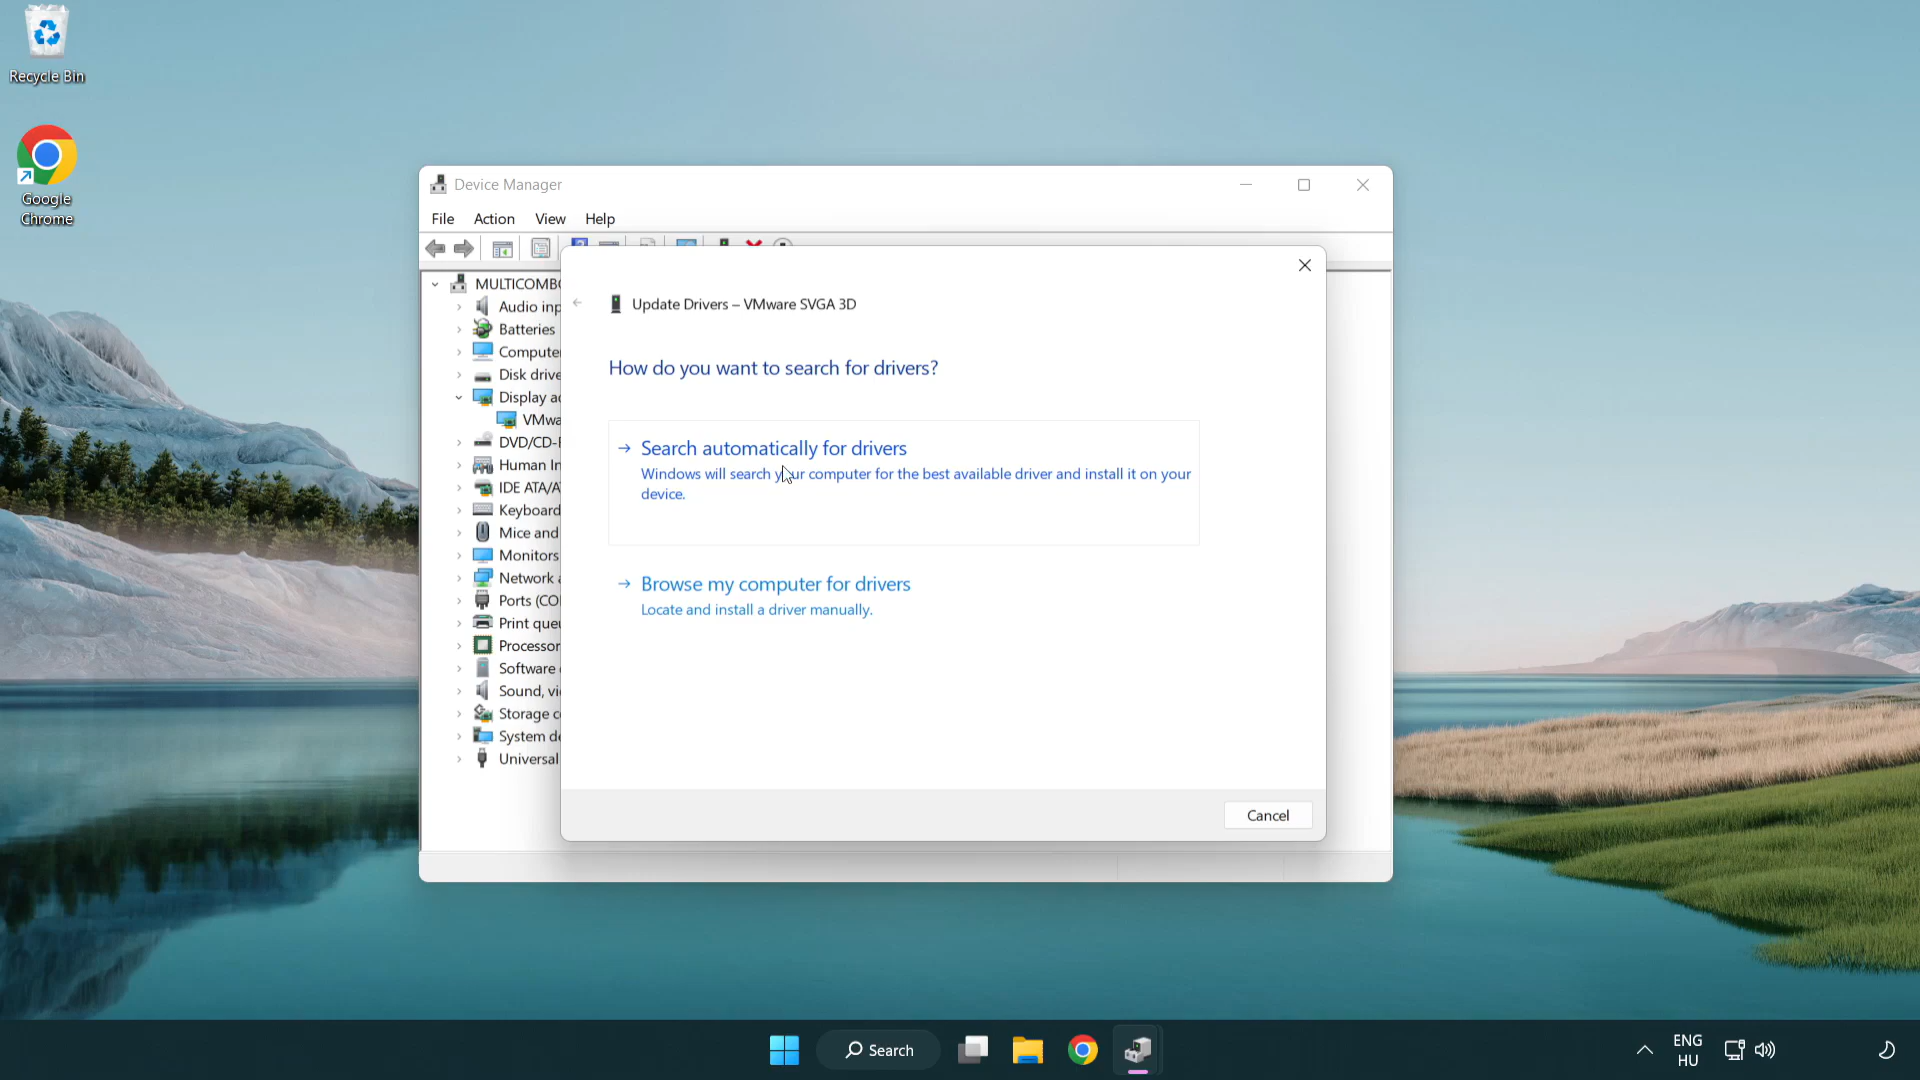 Recycle Bin
Google
Chrome
Device Manager
File Action View Help
MULTICOMBO
Audio inp
Batteries
Compute
Disk drive
Display a
VMwa
DVD/CD-
Human In
IDE ATA/A
Keyboard
Mice and
Monitors
Network a
Ports (CO
Print que
Processor
Software
Sound, vi
Storage c
System de
Universal
Update Drivers – VMware SVGA 3D
How do you want to search for drivers?
Search automatically for drivers
Windows will search your computer for the best available driver and install it on your
device.
Browse my computer for drivers
Locate and install a driver manually.
Cancel
Search
ENG
HU